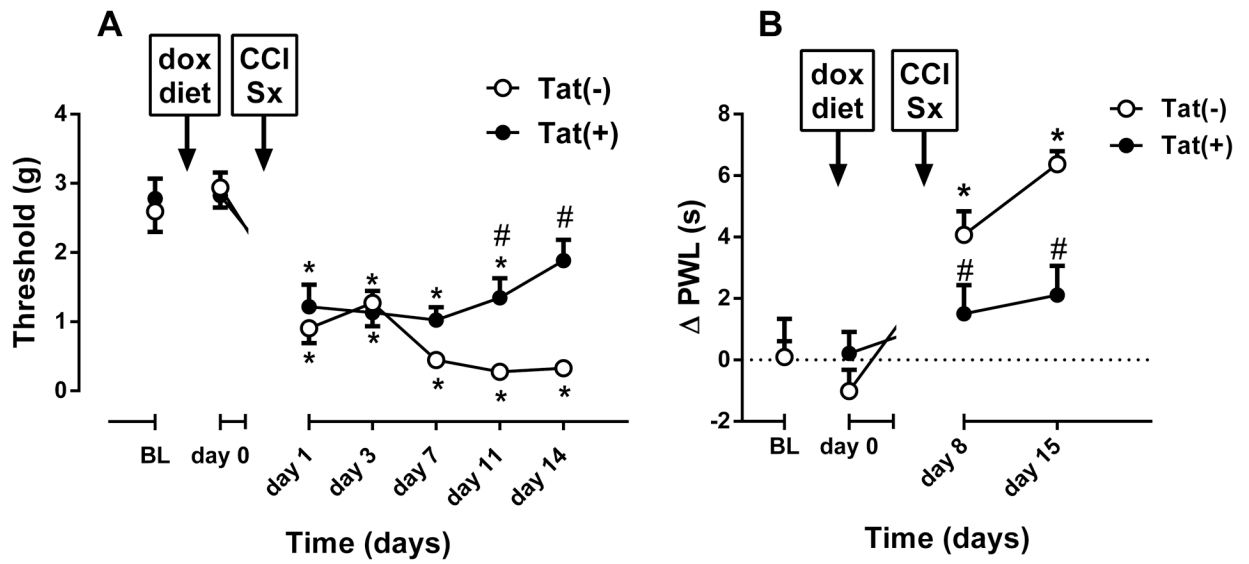 A
dox
diet
CCI
Sx
Tat(-)
Tat(+)
Threshold (g)
4
3
2
1
0
#
#
*
*
*
*
*
*
*
*
*
BL
day 0
day 1
day 3
day 7
day 11
day 14
Time (days)
B
dox
diet
CCI
Sx
Tat(-)
Tat(+)
Δ PWL (s)
8
6
4
2
0
-2
*
*
#
#
BL
day 0
day 8
day 15
Time (days)